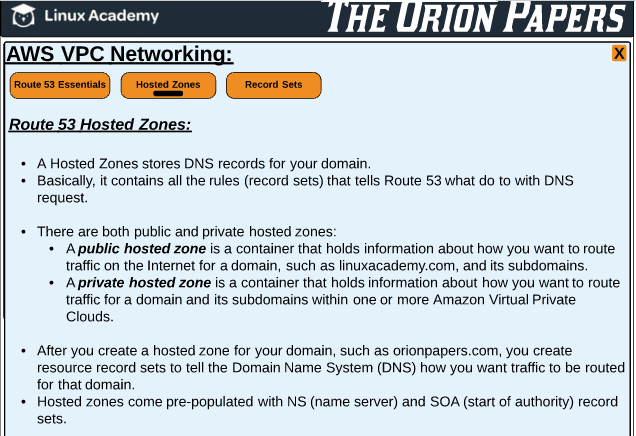 Linux Academy
THE ORION PAPERS
AWS VPC Networking:
X
Route 53 Essentials
Hosted Zones
Record Sets
Route 53 Hosted Zones:
• A Hosted Zones stores DNS records for your domain.
• Basically, it contains all the rules (record sets) that tells Route 53 what do to with DNS
request.
• There are both public and private hosted zones:
• A public hosted zone is a container that holds information about how you want to route
traffic on the Internet for a domain, such as linuxacademy.com, and its subdomains.
• A private hosted zone is a container that holds information about how you want to route
traffic for a domain and its subdomains within one or more Amazon Virtual Private
Clouds.
• After you create a hosted zone for your domain, such as orionpapers.com, you create
resource record sets to tell the Domain Name System (DNS) how you want traffic to be routed
for that domain.
• Hosted zones come pre-populated with NS (name server) and SOA (start of authority) record
sets.